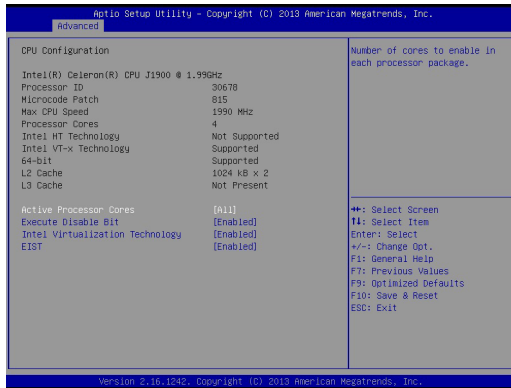 Aptio Setup Utility – Copyright (C) 2013 American Megatrends, Inc.
Advanced
CPU Configuration
Intel(R) Celeron(R) CPU J1900 @ 1.99GHz
Processor ID 30678
Microcode Patch 815
Max CPU Speed 1990 MHz
Processor Cores 4
Intel HT Technology Not Supported
Intel VT-x Technology Supported
64-bit Supported
L2 Cache 1024 kB x 2
L3 Cache Not Present
Active Processor Cores [All]
Execute Disable Bit [Enabled]
Intel Virtualization Technology [Enabled]
EIST [Enabled]
Number of cores to enable in
each processor package.
→←: Select Screen
↑↓: Select Item
Enter: Select
+/-: Change Opt.
F1: General Help
F7: Previous Values
F9: Optimized Defaults
F10: Save & Reset
ESC: Exit
Version 2.16.1242. Copyright (C) 2013 American Megatrends, Inc.